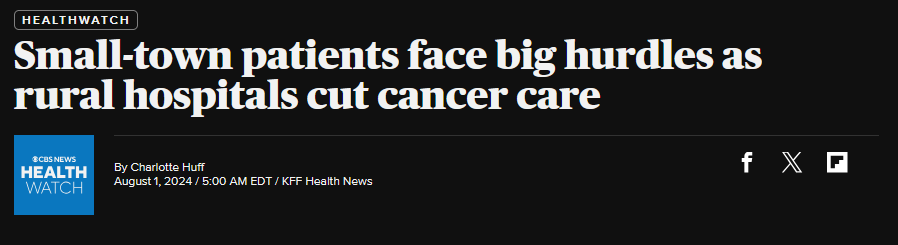 HEALTHWATCH
Small-town patients face big hurdles as
rural hospitals cut cancer care
CBS NEWS
HEALTH
WATCH
By Charlotte Huff
August 1, 2024 / 5:00 AM EDT / KFF Health News